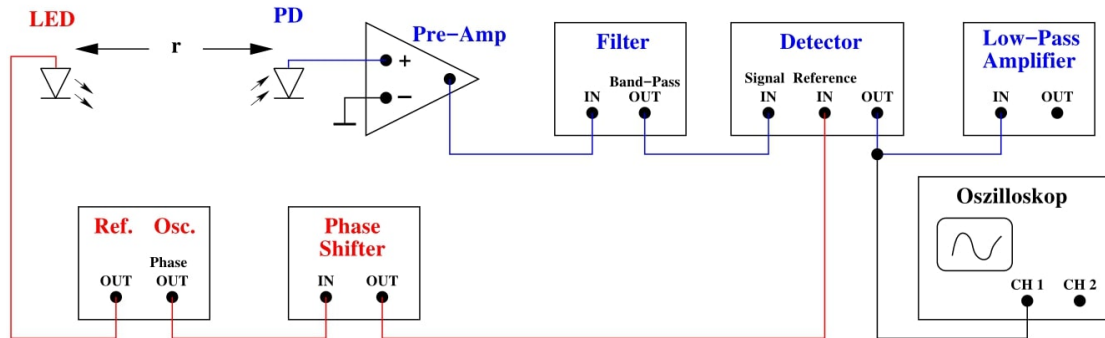 LED
r
PD
Pre-Amp
+
−
Filter
Band-Pass
IN OUT
Detector
Signal Reference
IN IN OUT
Low-Pass
Amplifier
IN OUT
Ref. Osc.
Phase
OUT OUT
Phase
Shifter
IN OUT
Oszilloskop
CH 1 CH 2